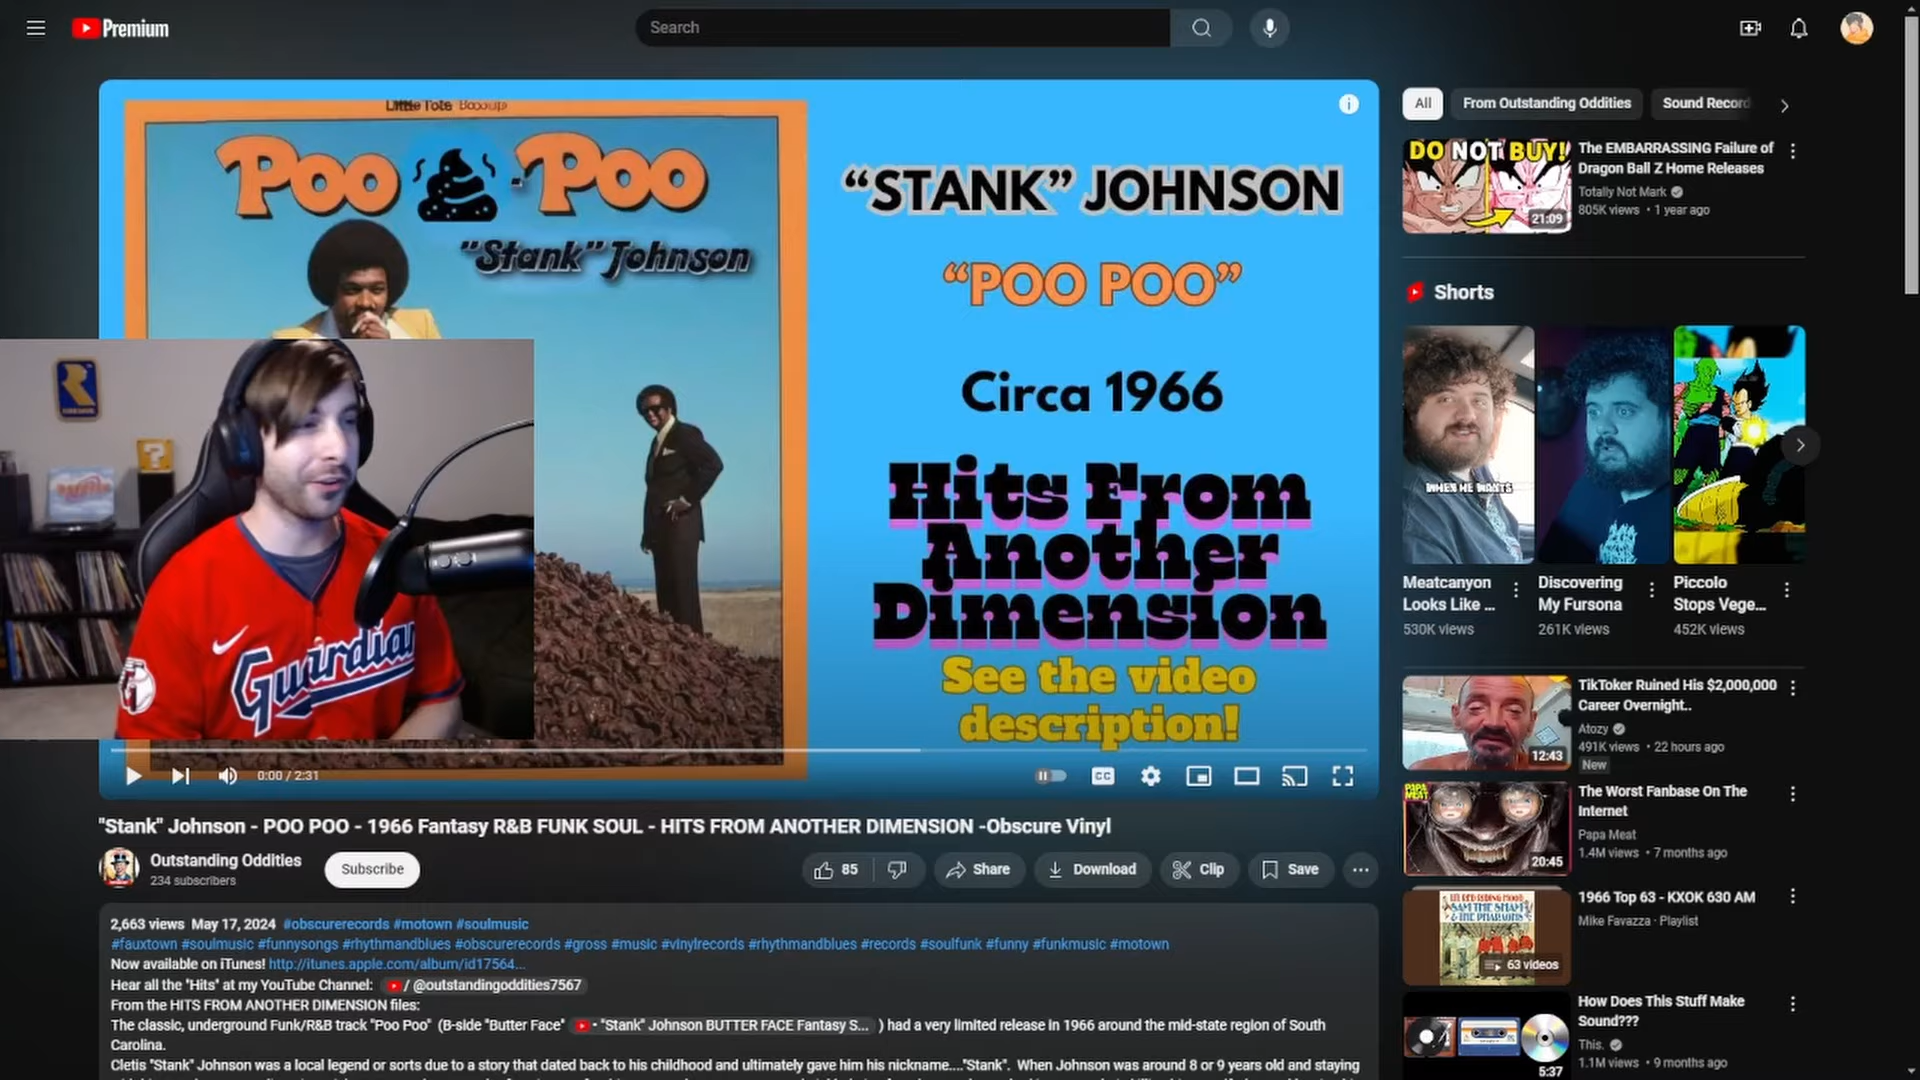 Premium
Search
Little Tots
Poo-Poo
"Stank" Johnson
“STANK” JOHNSON
“POO POO”
Circa 1966
Hits From
Another
Dimension
See the video
description!
Guardian
0:00 / 2:31
CC
"Stank" Johnson - POO POO - 1966 Fantasy R&B FUNK SOUL - HITS FROM ANOTHER DIMENSION -Obscure Vinyl
Outstanding Oddities
234 subscribers
Subscribe
85
Share
Download
Clip
Save
2,663 views May 17, 2024 #obscurerecords #motown #soulmusic
#fauxtown #soulmusic #funnysongs #rhythmandblues #obscurerecords #gross #music #vinylrecords #rhythmandblues #records #soulfunk #funny #funkmusic #motown
Now available on iTunes! http://itunes.apple.com/album/id17564...
Hear all the "Hits" at my YouTube Channel: / @outstandingoddities7567
From the HITS FROM ANOTHER DIMENSION files:
The classic, underground Funk/R&B track "Poo Poo" (B-side "Butter Face" • "Stank" Johnson BUTTER FACE Fantasy S... ) had a very limited release in 1966 around the mid-state region of South
Carolina.
Cletis "Stank" Johnson was a local legend or sorts due to a story that dated back to his childhood and ultimately gave him his nickname...."Stank". When Johnson was around 8 or 9 years old and staying
All
From Outstanding Oddities
Sound Record
DO NOT BUY!
21:09
The EMBARRASSING Failure of
Dragon Ball Z Home Releases
Totally Not Mark
805K views • 1 year ago
Shorts
WHEN HE WANTS
Meatcanyon
Looks Like ...
530K views
Discovering
My Fursona
261K views
Piccolo
Stops Vege...
452K views
12:43
TikToker Ruined His $2,000,000
Career Overnight..
Atozy
491K views • 22 hours ago
New
PAPA
MEAT
20:45
The Worst Fanbase On The
Internet
Papa Meat
1.4M views • 7 months ago
LI'L RED RIDING HOOD
SAM THE SHAM
& THE PHARAOHS
63 videos
1966 Top 63 - KXOK 630 AM
Mike Favazza · Playlist
5:37
How Does This Stuff Make
Sound???
This.
1.1M views • 9 months ago